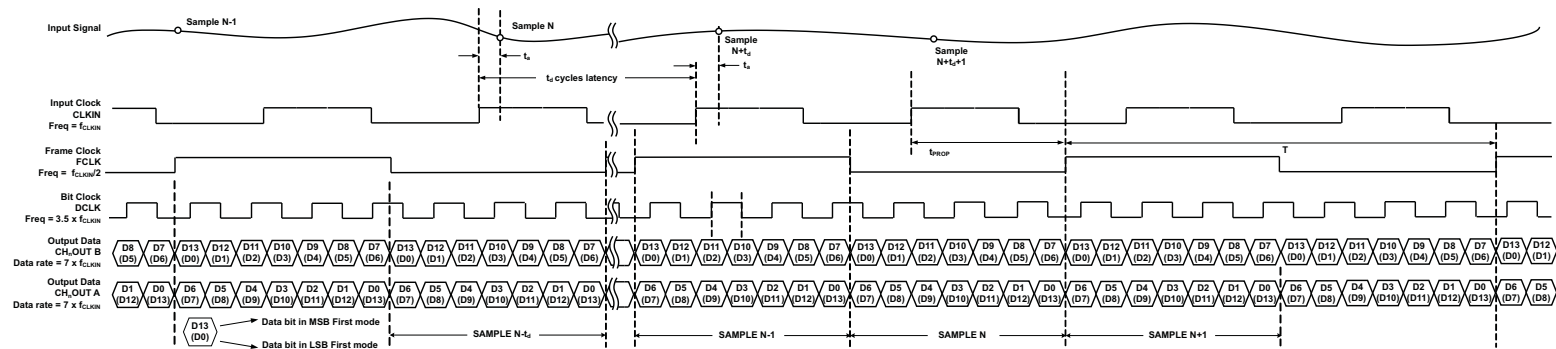 Input Signal
Sample N-1
Sample N
Sample
N+td
Sample
N+td+1
ta
ta
td cycles latency
Input Clock
CLKIN
Freq = fCLKIN
tPROP
T
Frame Clock
FCLK
Freq = fCLKIN/2
Bit Clock
DCLK
Freq = 3.5 x fCLKIN
Output Data
CHnOUT B
Data rate = 7 x fCLKIN
D8 D7 D13 D12 D11 D10 D9 D8 D7 D13 D12 D11 D10 D9 D8 D7 D13 D12 D11 D10 D9 D8 D7 D13 D12 D11 D10 D9 D8 D7 D13 D12 D11 D10 D9 D8 D7 D13 D12 D11 D10 D9 D8 D7 D13 D12
(D5) (D6) (D0) (D1) (D2) (D3) (D4) (D5) (D6) (D0) (D1) (D2) (D3) (D4) (D5) (D6) (D0) (D1) (D2) (D3) (D4) (D5) (D6) (D0) (D1) (D2) (D3) (D4) (D5) (D6) (D0) (D1) (D2) (D3) (D4) (D5) (D6) (D0) (D1) (D2) (D3) (D4) (D5) (D6) (D0) (D1)
Output Data
CHnOUT A
Data rate = 7 x fCLKIN
D1 D0 D6 D5 D4 D3 D2 D1 D0 D6 D5 D4 D3 D2 D1 D0 D6 D5 D4 D3 D2 D1 D0 D6 D5 D4 D3 D2 D1 D0 D6 D5 D4 D3 D2 D1 D0 D6 D5 D4 D3 D2 D1 D0 D6 D5
(D12) (D13) (D7) (D8) (D9) (D10) (D11) (D12) (D13) (D7) (D8) (D9) (D10) (D11) (D12) (D13) (D7) (D8) (D9) (D10) (D11) (D12) (D13) (D7) (D8) (D9) (D10) (D11) (D12) (D13) (D7) (D8) (D9) (D10) (D11) (D12) (D13) (D7) (D8) (D9) (D10) (D11) (D12) (D13) (D7) (D8)
D13
(D0)
Data bit in MSB First mode
Data bit in LSB First mode
SAMPLE N-td
SAMPLE N-1
SAMPLE N
SAMPLE N+1